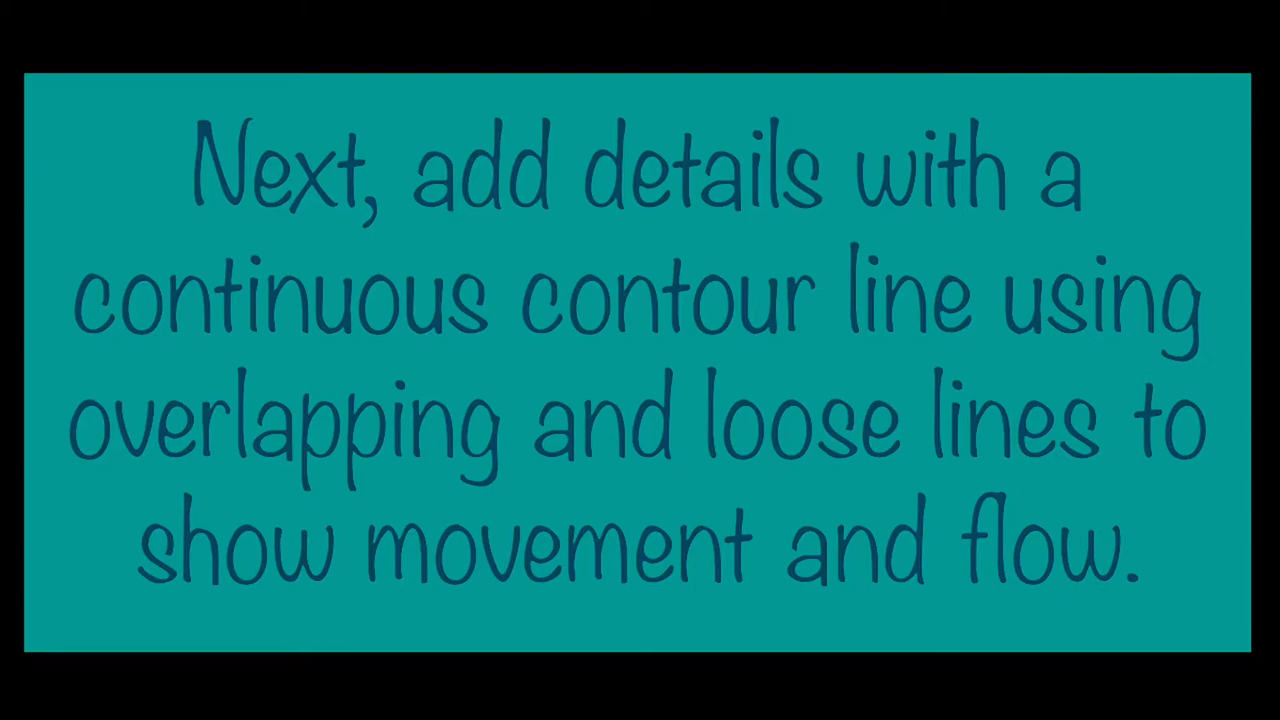 Next, add details with a
continuous contour line using
overlapping and loose lines to
show movement and flow.